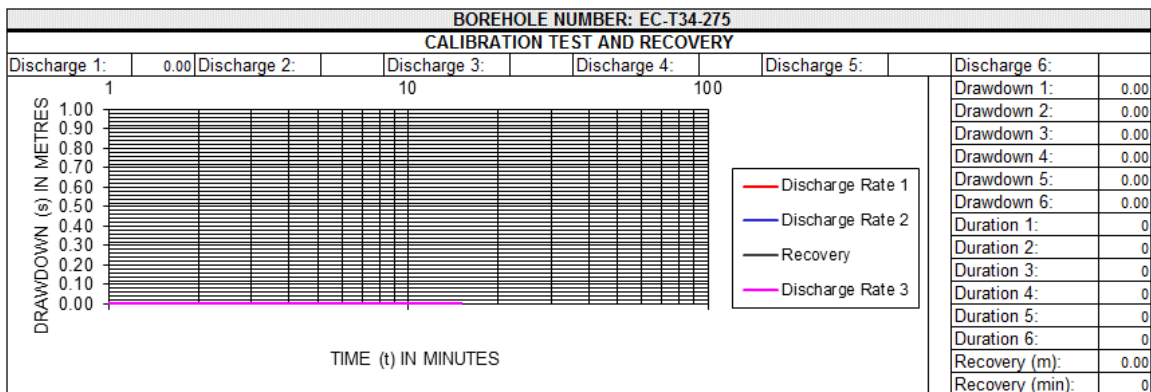 BOREHOLE NUMBER: EC-T34-275
CALIBRATION TEST AND RECOVERY
Discharge 1: 0.00 Discharge 2: Discharge 3: Discharge 4: Discharge 5: Discharge 6:
1 10 100
DRAWDOWN (s) IN METRES
1.00
0.90
0.80
0.70
0.60
0.50
0.40
0.30
0.20
0.10
0.00
TIME (t) IN MINUTES
Discharge Rate 1
Discharge Rate 2
Recovery
Discharge Rate 3
Drawdown 1: 0.00
Drawdown 2: 0.00
Drawdown 3: 0.00
Drawdown 4: 0.00
Drawdown 5: 0.00
Drawdown 6: 0.00
Duration 1: 0
Duration 2: 0
Duration 3: 0
Duration 4: 0
Duration 5: 0
Duration 6: 0
Recovery (m): 0.00
Recovery (min): 0